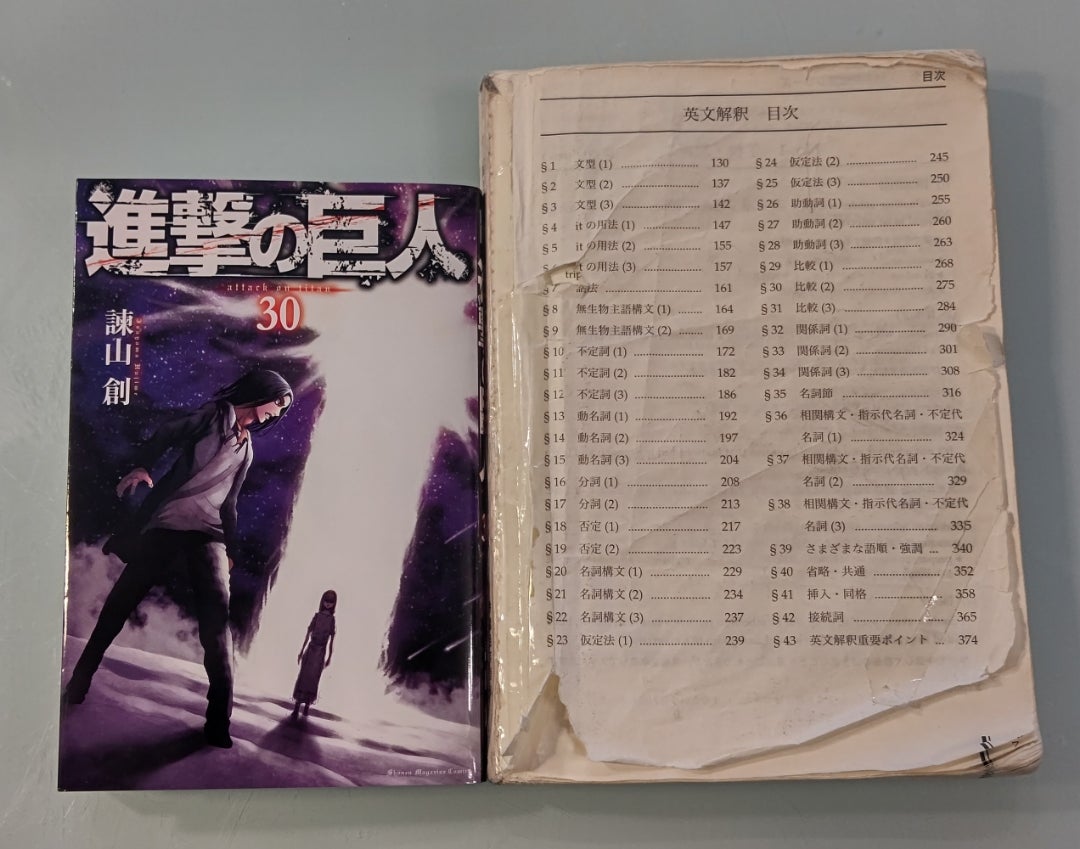 進撃の巨人
attack on titan
30
諫山創
Isayama Hajime
Shonen Magazine Comics
目次
英文解釈 目次
§1 文型(1) 130
§2 文型(2) 137
§3 文型(3) 142
§4 itの用法(1) 147
§5 itの用法(2) 155
tの用法(3) 157
trip
語法 161
§8 無生物主語構文(1) 164
§9 無生物主語構文(2) 169
§10 不定詞(1) 172
§11 不定詞(2) 182
§12 不定詞(3) 186
§13 動名詞(1) 192
§14 動名詞(2) 197
§15 動名詞(3) 204
§16 分詞(1) 208
§17 分詞(2) 213
§18 否定(1) 217
§19 否定(2) 223
§20 名詞構文(1) 229
§21 名詞構文(2) 234
§22 名詞構文(3) 237
§23 仮定法(1) 239
§24 仮定法(2) 245
§25 仮定法(3) 250
§26 助動詞(1) 255
§27 助動詞(2) 260
§28 助動詞(3) 263
§29 比較(1) 268
§30 比較(2) 275
§31 比較(3) 284
§32 関係詞(1) 290
§33 関係詞(2) 301
§34 関係詞(3) 308
§35 名詞節 316
§36 相関構文・指示代名詞・不定代
名詞(1) 324
§37 相関構文・指示代名詞・不定代
名詞(2) 329
§38 相関構文・指示代名詞・不定代
名詞(3) 335
§39 さまざまな語順・強調 340
§40 省略・共通 352
§41 挿入・同格 358
§42 接続詞 365
§43 英文解釈重要ポイント 374